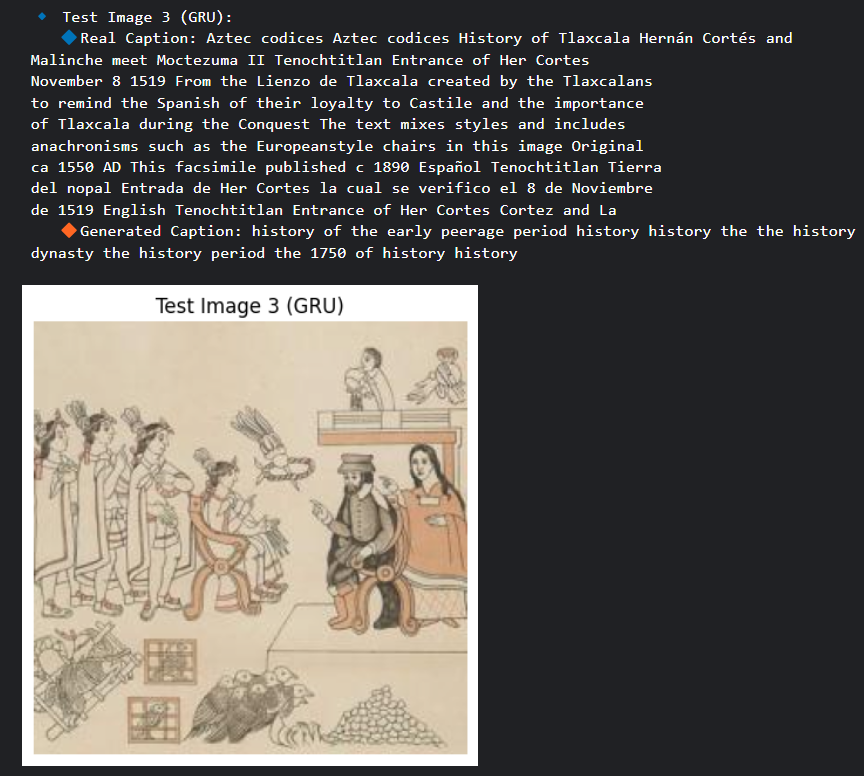 Test Image 3 (GRU):
Real Caption: Aztec codices Aztec codices History of Tlaxcala Hernán Cortés and
Malinche meet Moctezuma II Tenochtitlan Entrance of Her Cortes
November 8 1519 From the Lienzo de Tlaxcala created by the Tlaxcalans
to remind the Spanish of their loyalty to Castile and the importance
of Tlaxcala during the Conquest The text mixes styles and includes
anachronisms such as the Europeanstyle chairs in this image Original
ca 1550 AD This facsimile published c 1890 Español Tenochtitlan Tierra
del nopal Entrada de Her Cortes la cual se verifico el 8 de Noviembre
de 1519 English Tenochtitlan Entrance of Her Cortes Cortez and La
Generated Caption: history of the early peerage period history history the the history
dynasty the history period the 1750 of history history
Test Image 3 (GRU)